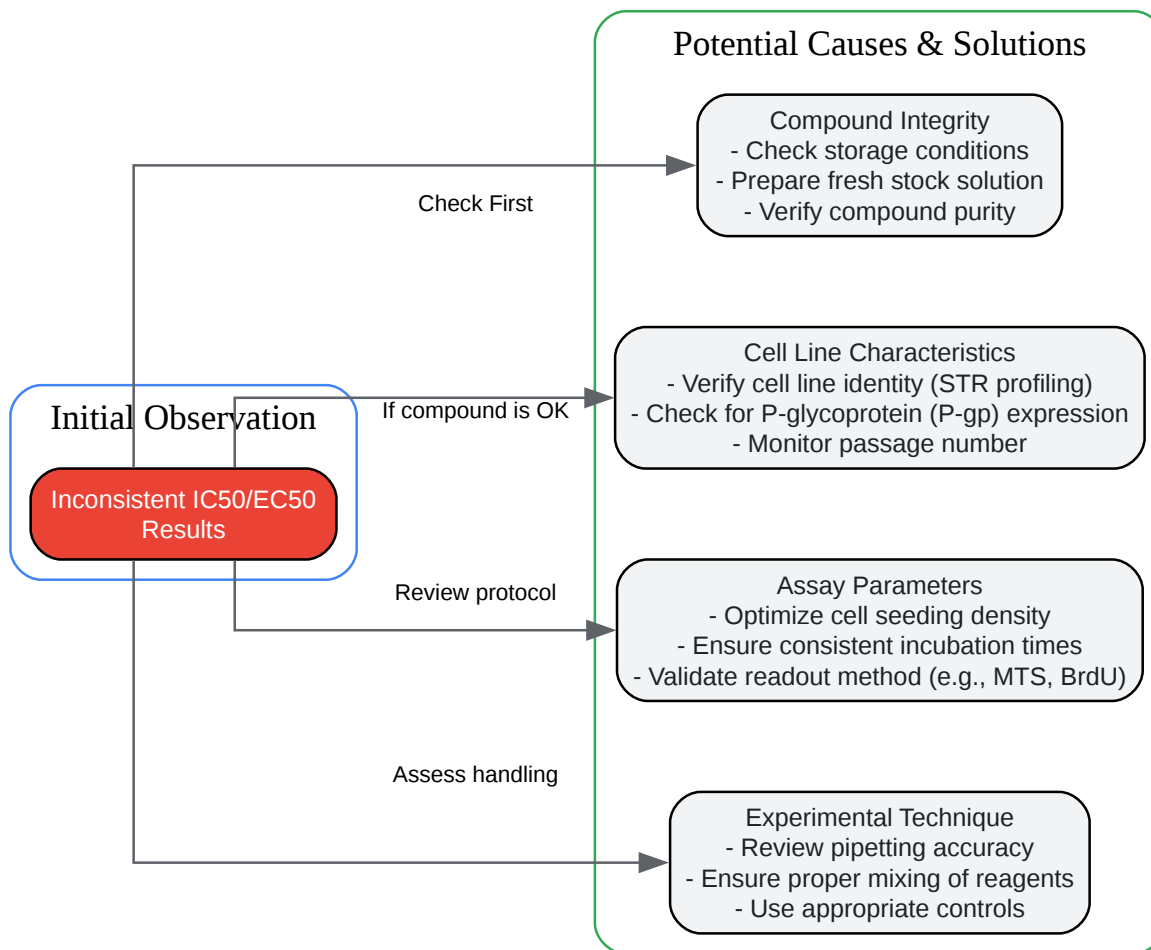 Potential Causes & Solutions
Compound Integrity
- Check storage conditions
- Prepare fresh stock solution
- Verify compound purity
Check First
Cell Line Characteristics
- Verify cell line identity (STR profiling)
- Check for P-glycoprotein (P-gp) expression
- Monitor passage number
If compound is OK
Initial Observation
Inconsistent IC50/EC50
Results
Review protocol
Assay Parameters
- Optimize cell seeding density
- Ensure consistent incubation times
- Validate readout method (e.g., MTS, BrdU)
Assess handling
Experimental Technique
- Review pipetting accuracy
- Ensure proper mixing of reagents
- Use appropriate controls